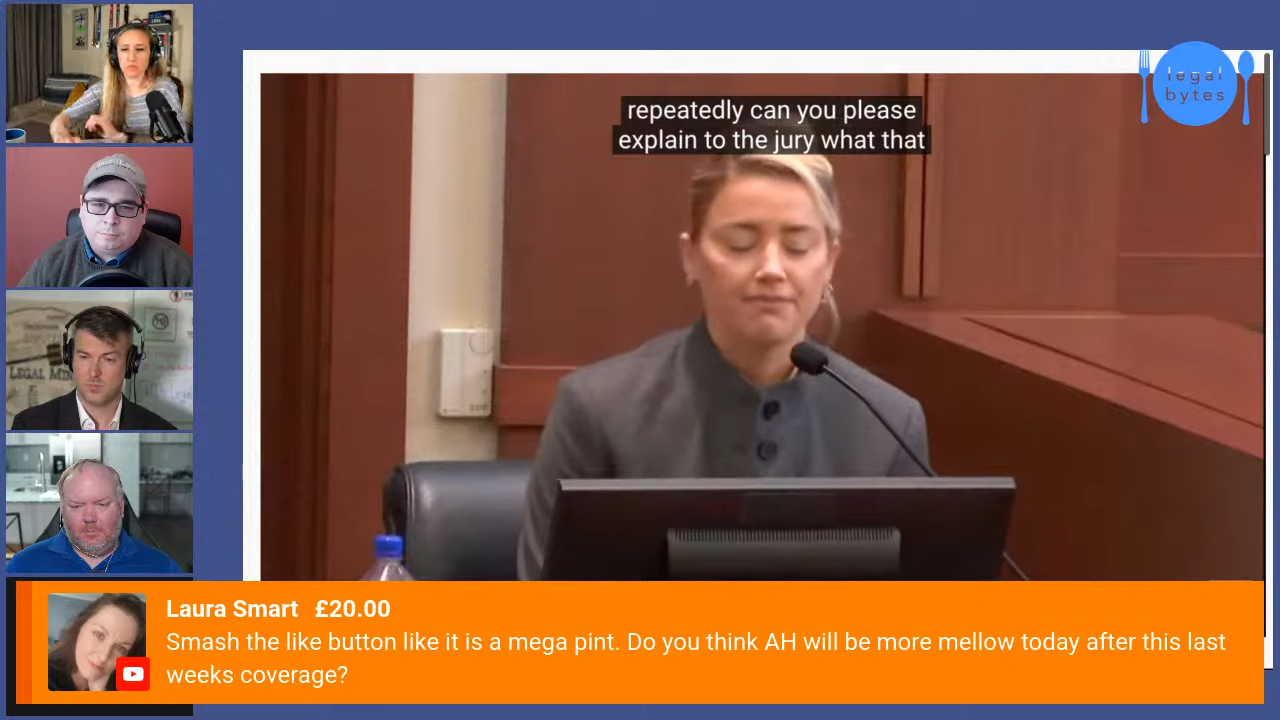 legal
bytes
repeatedly can you please
explain to the jury what that
Laura Smart £20.00
Smash the like button like it is a mega pint. Do you think AH will be more mellow today after this last
weeks coverage?